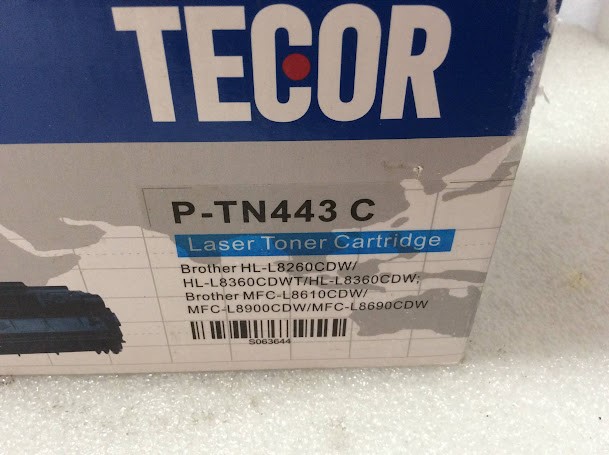 TECOR
P-TN443 C
Laser Toner Cartridge
Brother HL-L8260CDW/
HL-L8360CDWT/HL-L8360CDW;
Brother MFC-L8610CDW/
MFC-L8900CDW/MFC-L8690CDW
S063644